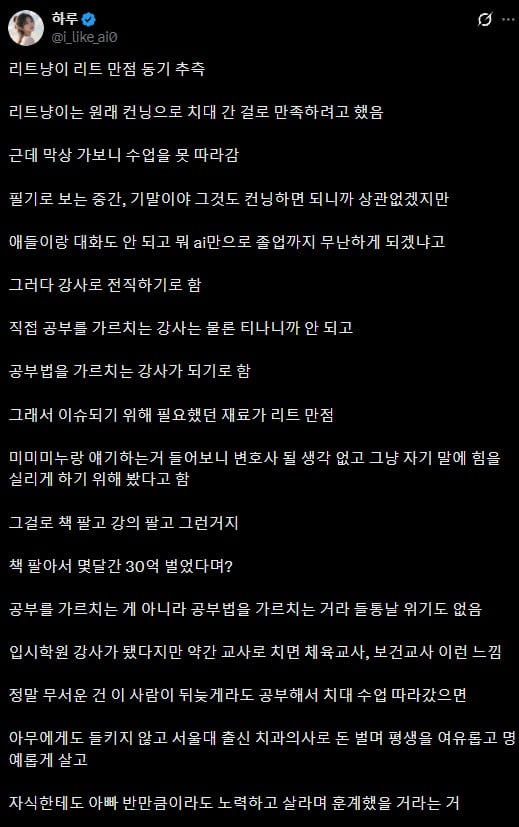 하루
@i_like_ai0
리트냥이 리트 만점 동기 추측
리트냥이는 원래 컨닝으로 치대 간 걸로 만족하려고 했음
근데 막상 가보니 수업을 못 따라감
필기로 보는 중간, 기말이야 그것도 컨닝하면 되니까 상관없겠지만
애들이랑 대화도 안 되고 뭐 ai만으로 졸업까지 무난하게 되겠냐고
그러다 강사로 전직하기로 함
직접 공부를 가르치는 강사는 물론 티나니까 안 되고
공부법을 가르치는 강사가 되기로 함
그래서 이슈되기 위해 필요했던 재료가 리트 만점
미미미누랑 얘기하는거 들어보니 변호사 될 생각 없고 그냥 자기 말에 힘을
실리게 하기 위해 봤다고 함
그걸로 책 팔고 강의 팔고 그런거지
책 팔아서 몇달간 30억 벌었다며?
공부를 가르치는 게 아니라 공부법을 가르치는 거라 들통날 위기도 없음
입시학원 강사가 됐다지만 약간 교사로 치면 체육교사, 보건교사 이런 느낌
정말 무서운 건 이 사람이 뒤늦게라도 공부해서 치대 수업 따라갔으면
아무에게도 들키지 않고 서울대 출신 치과의사로 돈 벌며 평생을 여유롭고 명
예롭게 살고
자식한테도 아빠 반만큼이라도 노력하고 살라며 훈계했을 거라는 거